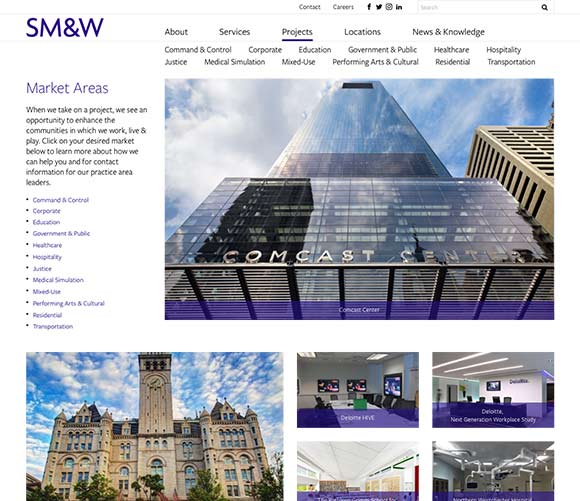 Contact Careers Search
SM&W
About Services Projects Locations News & Knowledge
Command & Control Corporate Education Government & Public Healthcare Hospitality
Justice Medical Simulation Mixed-Use Performing Arts & Cultural Residential Transportation
Market Areas
When we take on a project, we see an
opportunity to enhance the
communities in which we work, live &
play. Click on your desired market
below to learn more about how we
can help you and for contact
information for our practice area
leaders.
Command & Control
Corporate
Education
Government & Public
Healthcare
Hospitality
Justice
Medical Simulation
Mixed-Use
Performing Arts & Cultural
Residential
Transportation
COMCAST CENTER
Comcast Center
Deloitte HIVE
Deloitte.
Deloitte,
Next Generation Workplace Study
School for
Northern Westchester Hospital